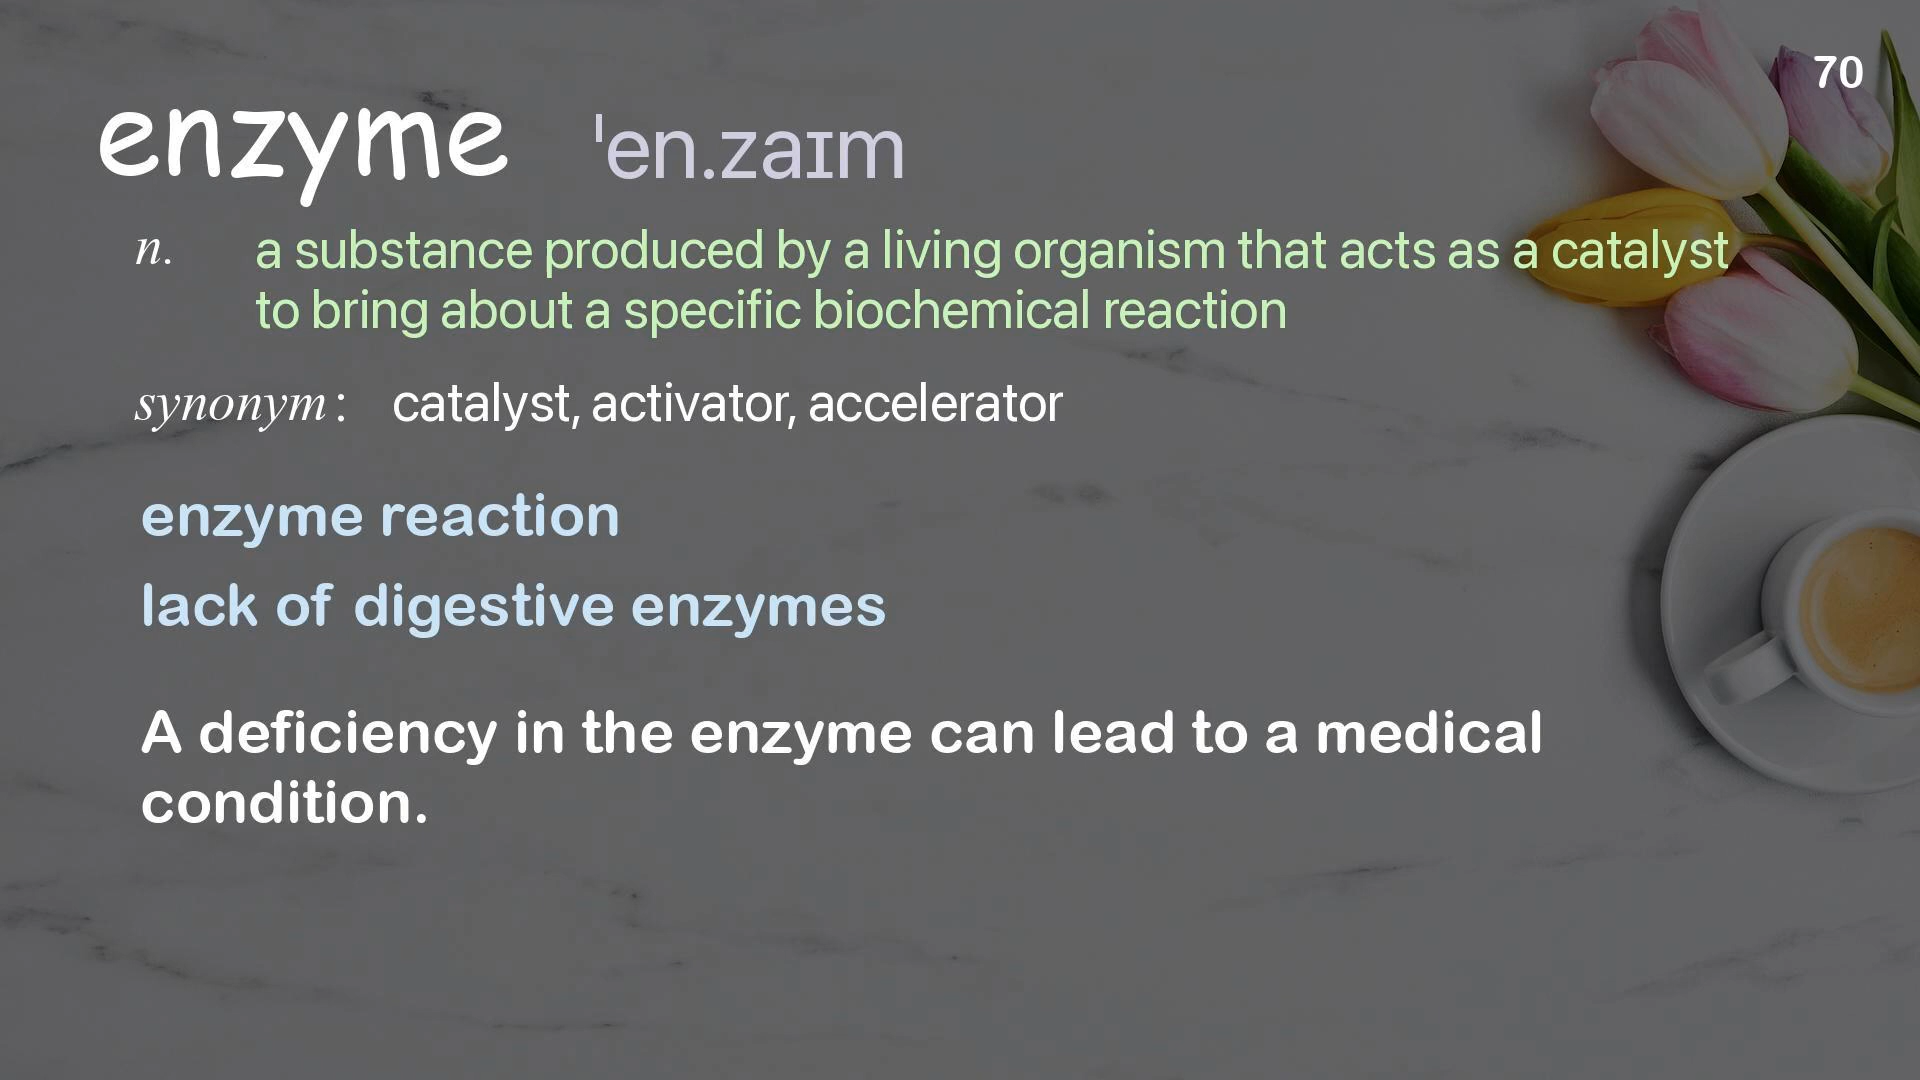 70
enzyme ˈen.zaɪm
n. a substance produced by a living organism that acts as a catalyst
to bring about a specific biochemical reaction
synonym : catalyst, activator, accelerator
enzyme reaction
lack of digestive enzymes
A deficiency in the enzyme can lead to a medical
condition.